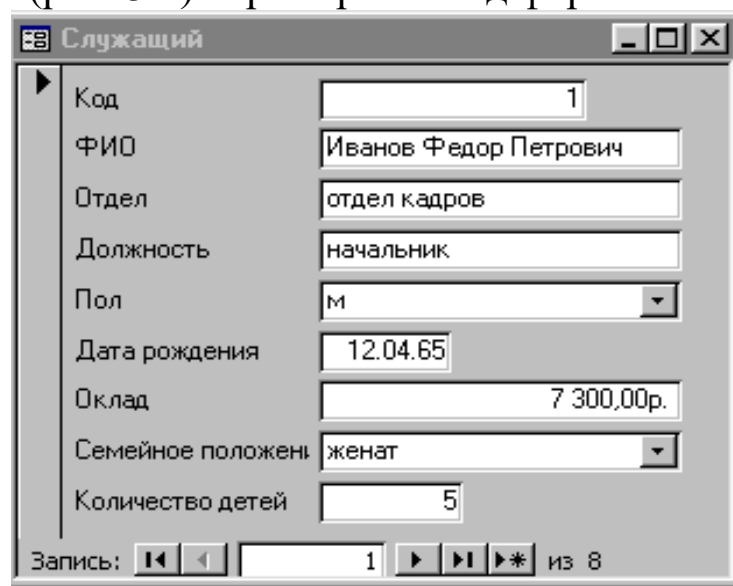 Служащий
Код 1
ФИО Иванов Федор Петрович
Отдел отдел кадров
Должность начальник
Пол м
Дата рождения 12.04.65
Оклад 7 300,00р.
Семейное положени женат
Количество детей 5
Запись: 1 из 8